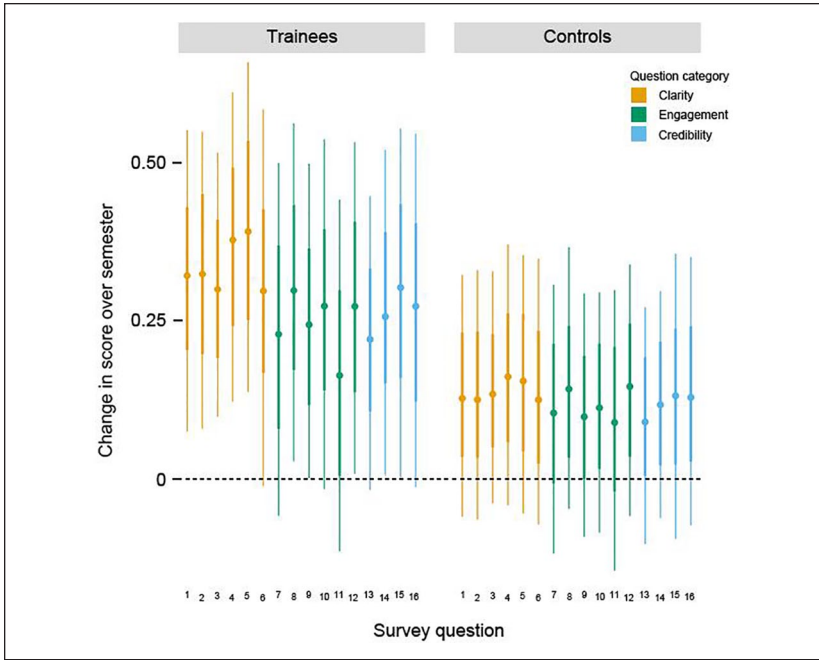 Trainees
Controls
Question category
Clarity
Engagement
Credibility
Change in score over semester
0.50
0.25
0
1 2 3 4 5 6 7 8 9 10 11 12 13 14 15 16
1 2 3 4 5 6 7 8 9 10 11 12 13 14 15 16
Survey question